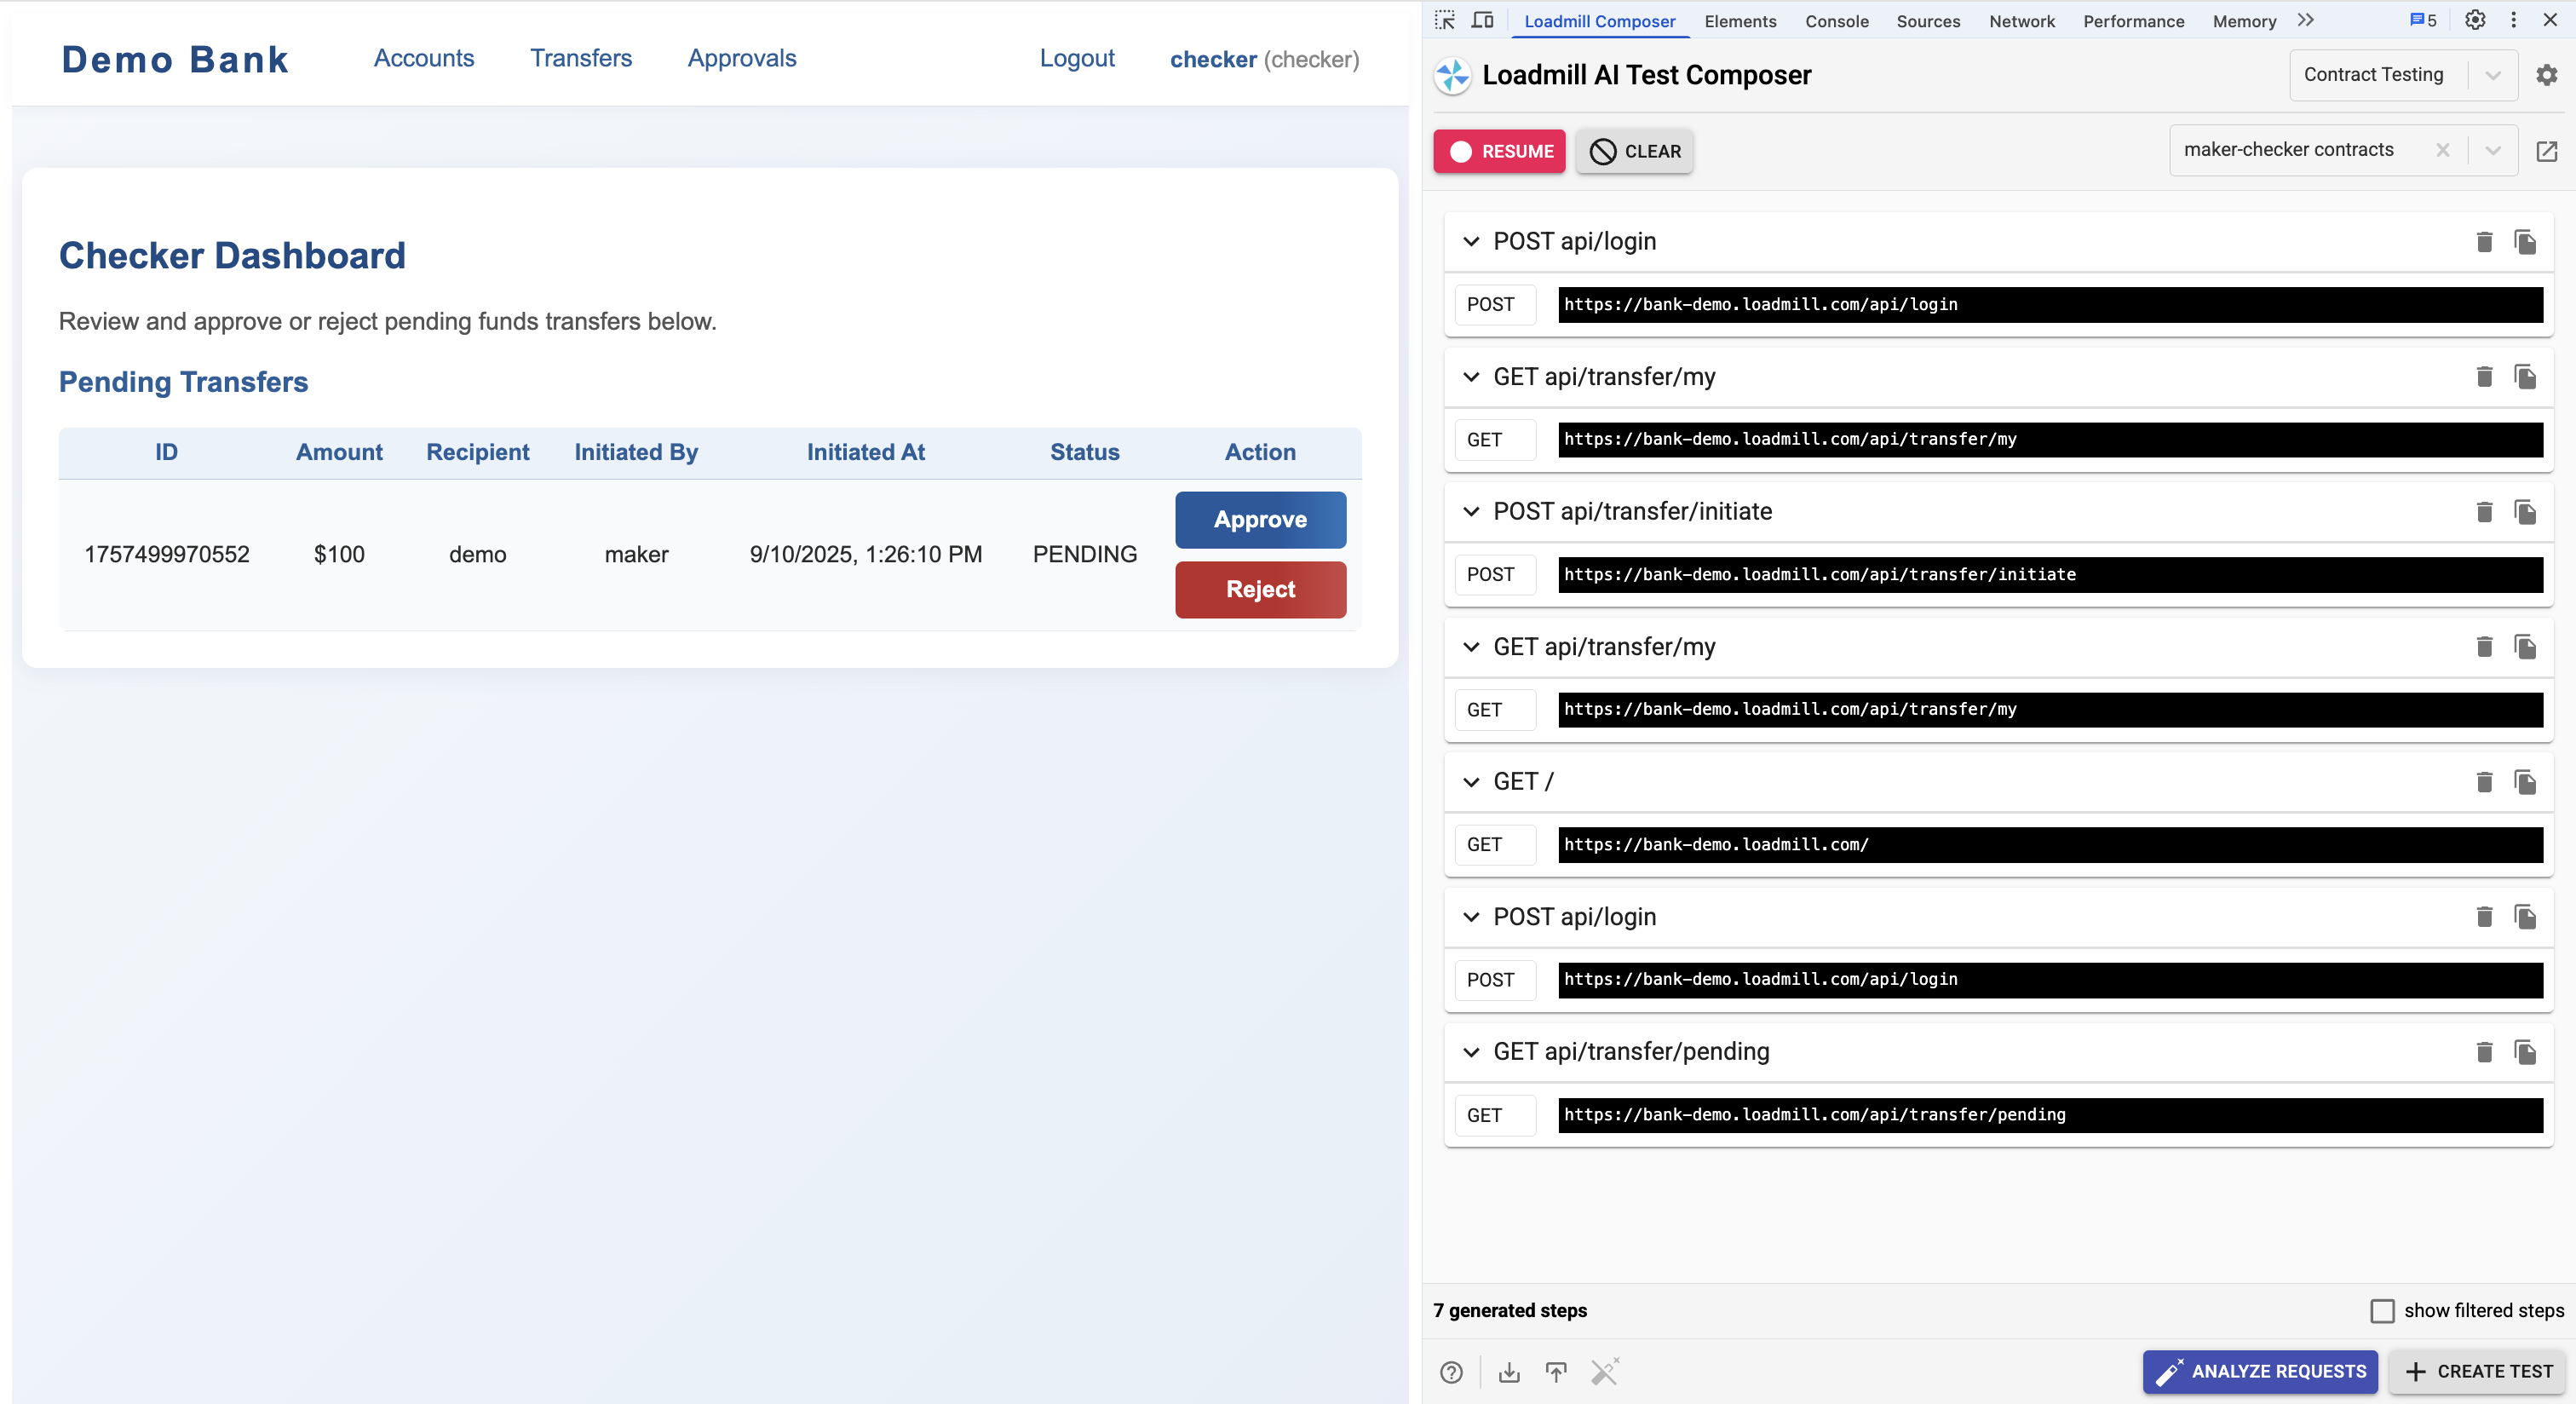 Demo Bank Accounts Transfers Approvals Logout checker (checker)
Checker Dashboard
Review and approve or reject pending funds transfers below.
Pending Transfers
ID Amount Recipient Initiated By Initiated At Status Action
1757499970552 $100 demo maker 9/10/2025, 1:26:10 PM PENDING
Approve
Reject
Loadmill Composer Elements Console Sources Network Performance Memory 5
Loadmill AI Test Composer Contract Testing
RESUME CLEAR maker-checker contracts
POST api/login
POST https://bank-demo.loadmill.com/api/login
GET api/transfer/my
GET https://bank-demo.loadmill.com/api/transfer/my
POST api/transfer/initiate
POST https://bank-demo.loadmill.com/api/transfer/initiate
GET api/transfer/my
GET https://bank-demo.loadmill.com/api/transfer/my
GET /
GET https://bank-demo.loadmill.com/
POST api/login
POST https://bank-demo.loadmill.com/api/login
GET api/transfer/pending
GET https://bank-demo.loadmill.com/api/transfer/pending
7 generated steps show filtered steps
ANALYZE REQUESTS CREATE TEST